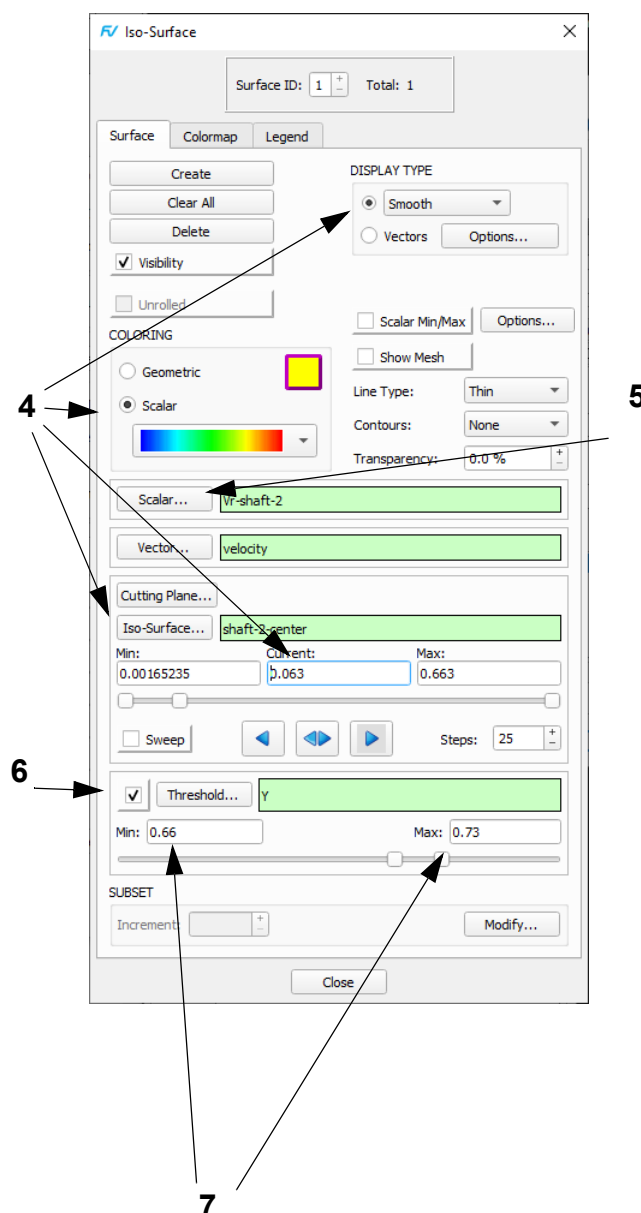 FV Iso-Surface
Surface ID: 1 Total: 1
Surface Colormap Legend
Create
Clear All
Delete
Visibility
Unrolled
DISPLAY TYPE
Smooth
Vectors Options...
Scalar Min/Max Options...
Show Mesh
Line Type: Thin
Contours: None
Transparency: 0.0 %
COLORING
Geometric
Scalar
4
5
Scalar... Vr-shaft-2
Vector... velocity
Cutting Plane...
Iso-Surface... shaft-2-center
Min: Current: Max:
0.00165235 0.063 0.663
Sweep Steps: 25
6
Threshold... Y
Min: 0.66 Max: 0.73
SUBSET
Increment: Modify...
Close
7